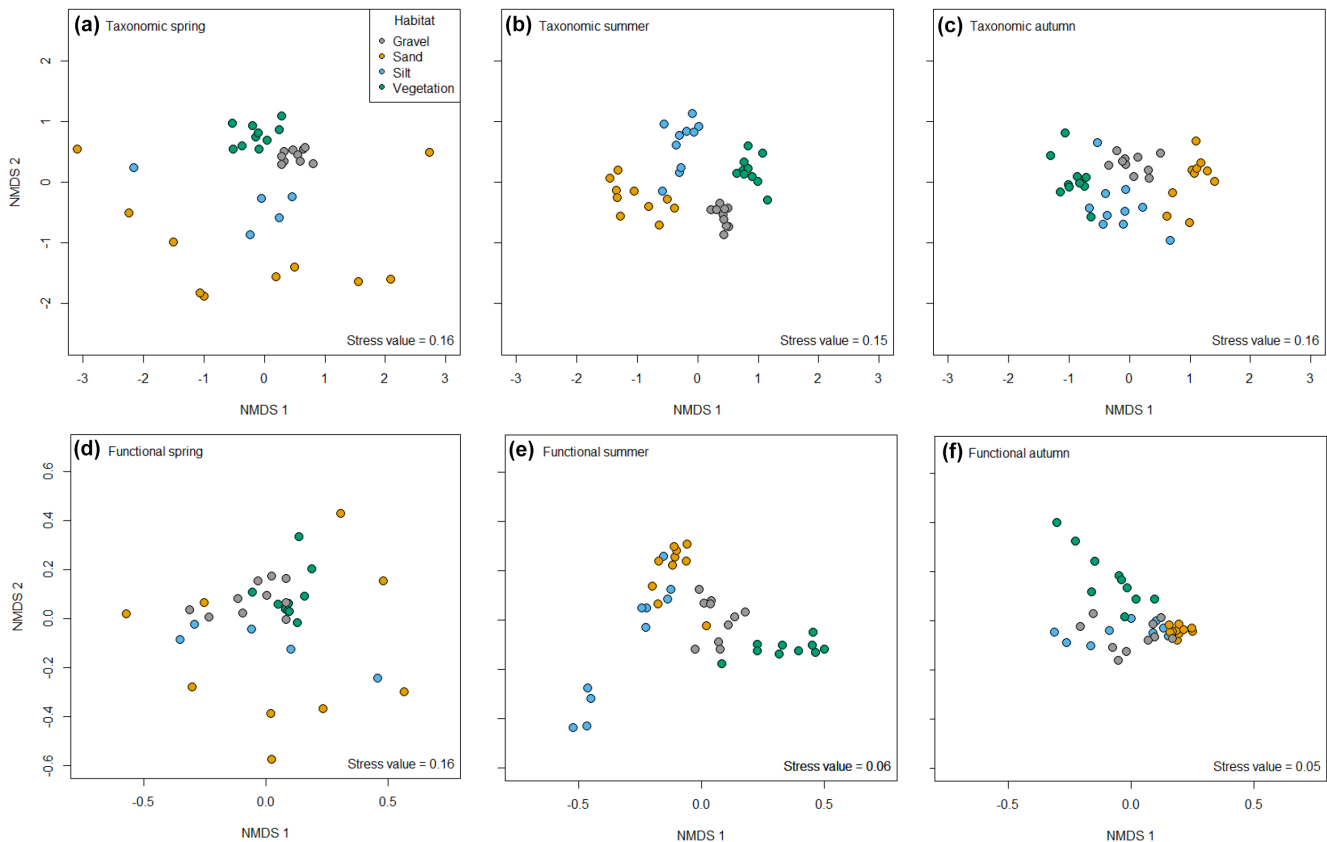 (a) Taxonomic spring
Habitat
Gravel
Sand
Silt
Vegetation
2
1
0
-1
-2
NMDS 2
Stress value = 0.16
-3 -2 -1 0 1 2 3
NMDS 1
(b) Taxonomic summer
Stress value = 0.15
-3 -2 -1 0 1 2 3
NMDS 1
(c) Taxonomic autumn
Stress value = 0.16
-3 -2 -1 0 1 2 3
NMDS 1
(d) Functional spring
0.6
0.4
0.2
0.0
-0.2
-0.4
-0.6
NMDS 2
Stress value = 0.16
-0.5 0.0 0.5
NMDS 1
(e) Functional summer
Stress value = 0.06
-0.5 0.0 0.5
NMDS 1
(f) Functional autumn
Stress value = 0.05
-0.5 0.0 0.5
NMDS 1